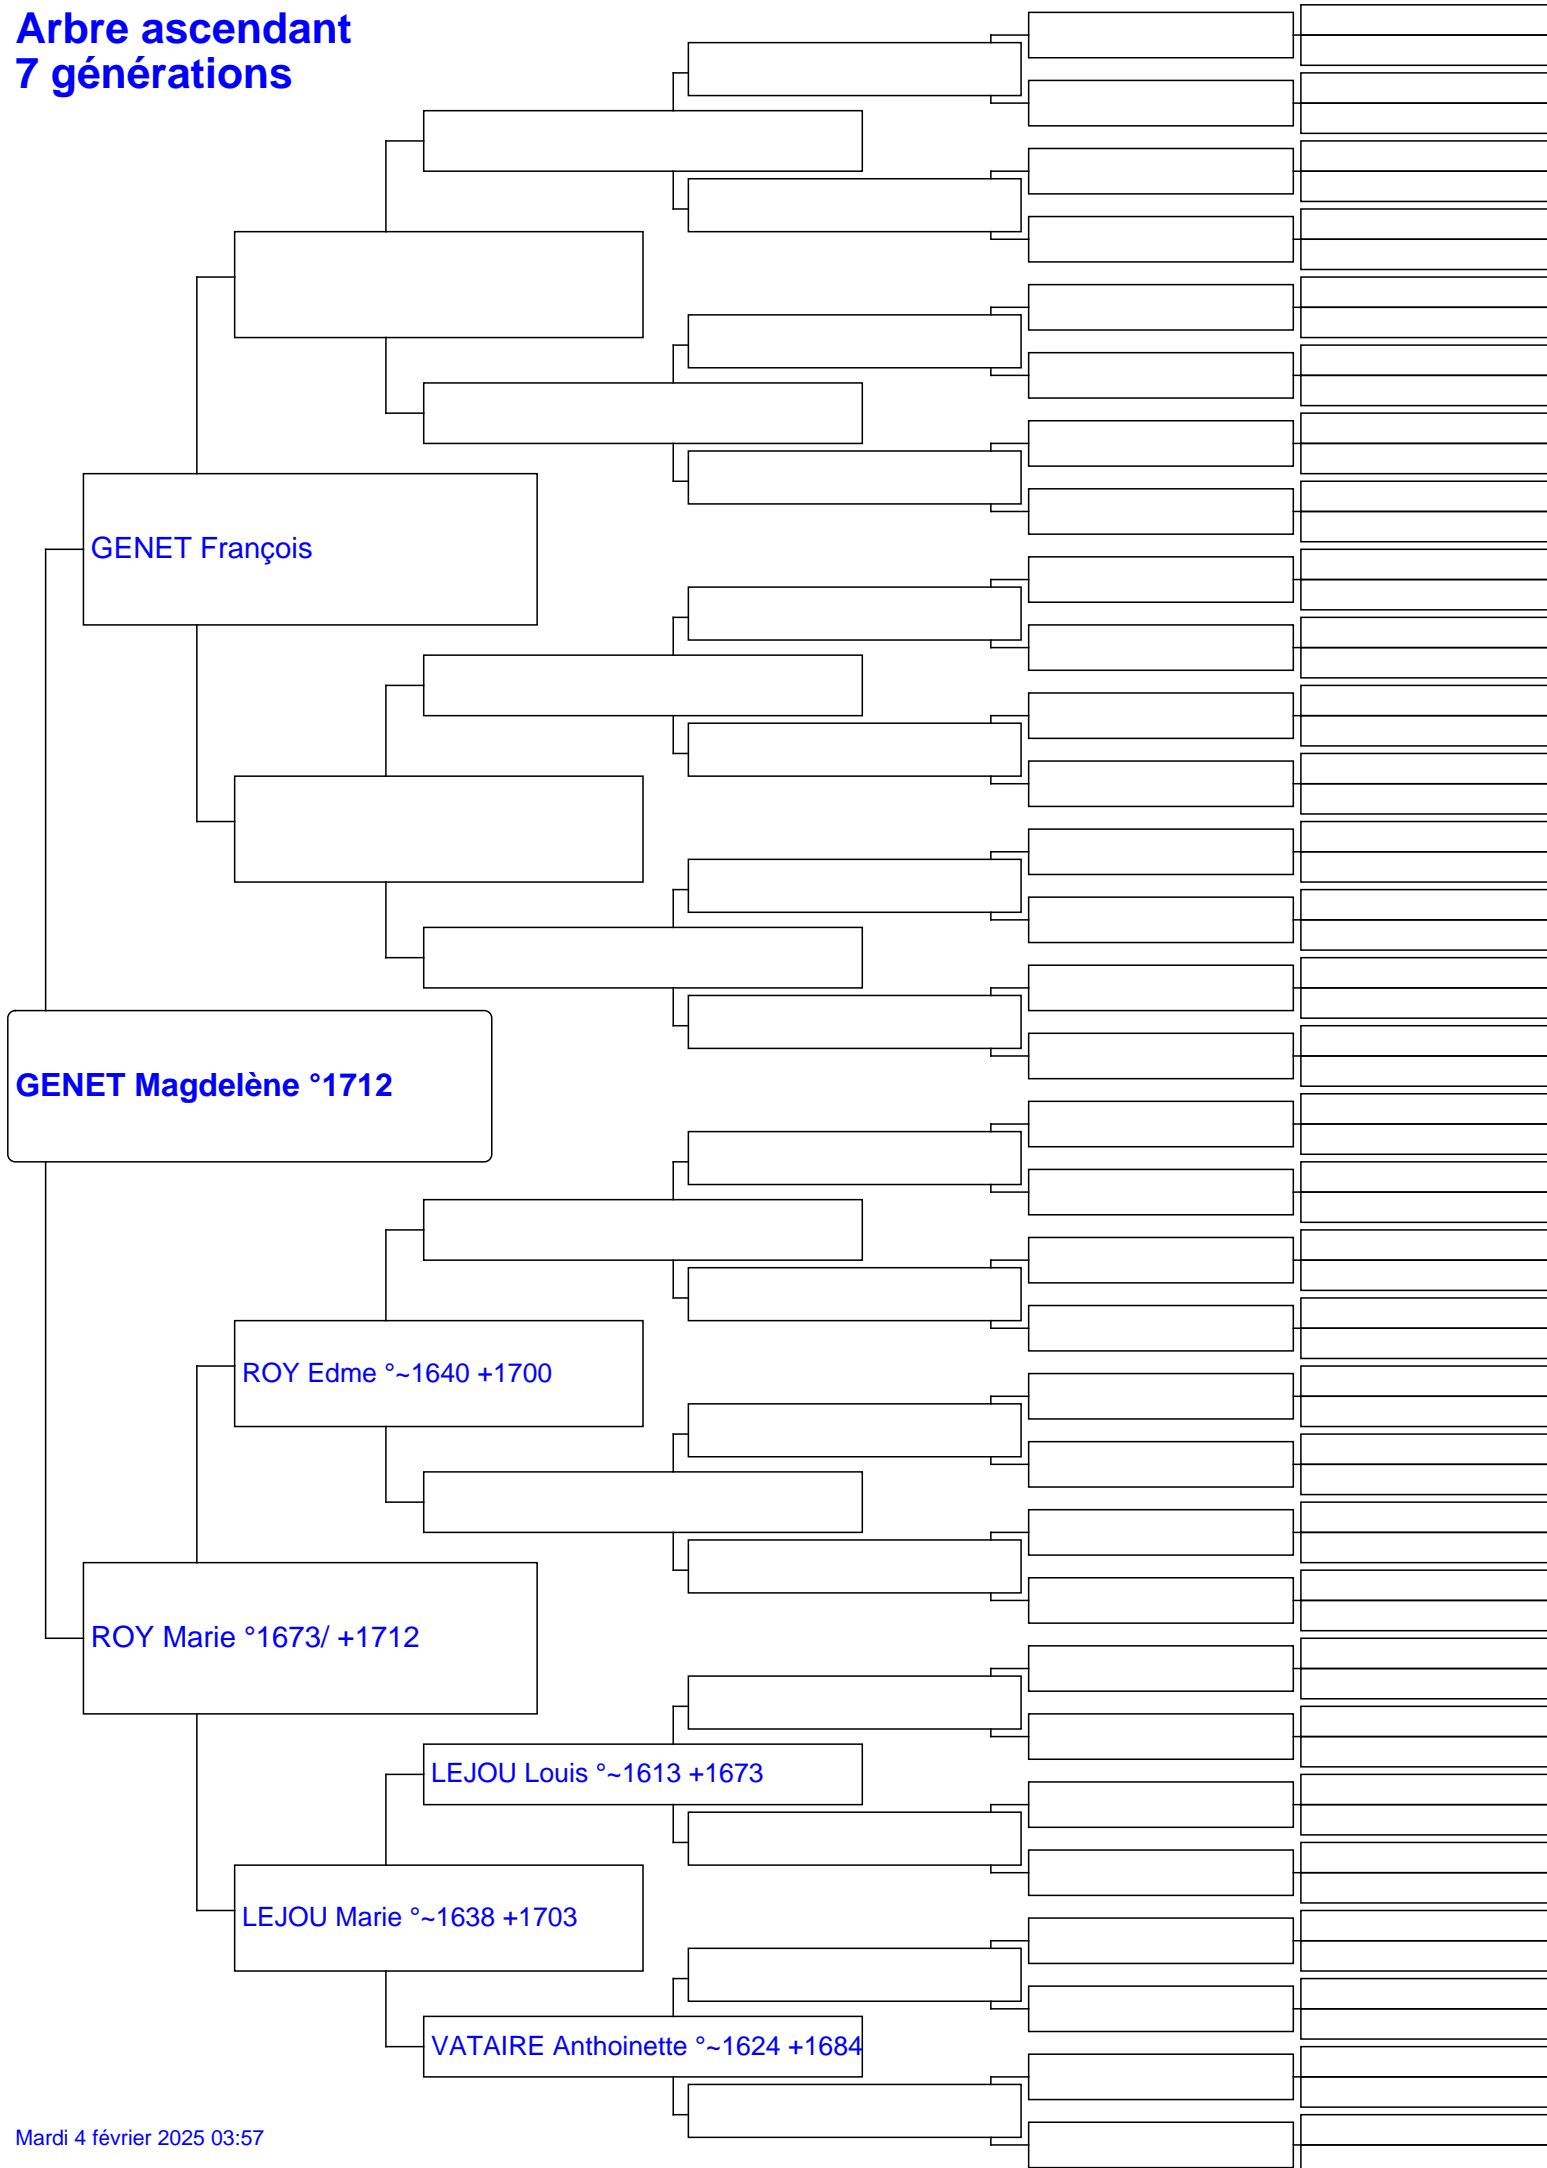 Arbre ascendant
7 générations
GENET François
GENET Magdelène °1712
ROY Edme °~1640 +1700
ROY Marie °1673/ +1712
LEJOU Louis °~1613 +1673
LEJOU Marie °~1638 +1703
VATAIRE Anthoinette °~1624 +1684
Mardi 4 février 2025 03:57